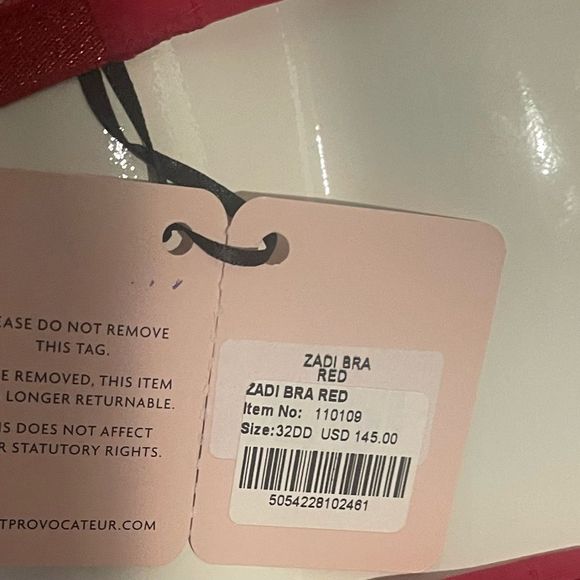 EASE DO NOT REMOVE
THIS TAG.
E REMOVED, THIS ITEM
LONGER RETURNABLE.
IS DOES NOT AFFECT
R STATUTORY RIGHTS.
TPROVOCATEUR.COM
ZADI BRA
RED
ZADI BRA RED
Item No: 110109
Size:32DD USD 145.00
5054228102461